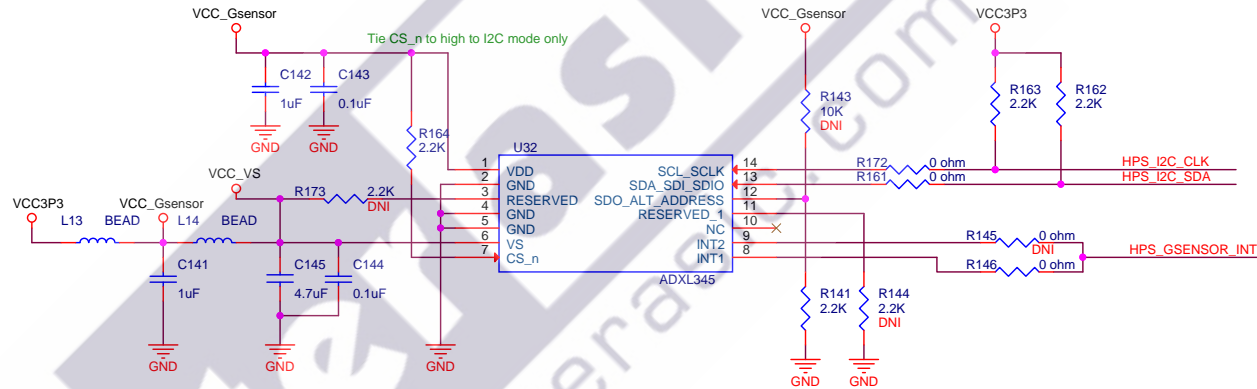 VCC_Gsensor
VCC_Gsensor
VCC3P3
Tie CS_n to high to I2C mode only
C142
1uF
C143
0.1uF
GND
GND
R164
2.2K
R143
10K
DNI
R163
2.2K
R162
2.2K
U32
1 VDD
2 GND
3 RESERVED
4 GND
5 GND
6 VS
7 CS_n
SCL_SCLK 14
SDA_SDI_SDIO 13
SDO_ALT_ADDRESS 12
RESERVED_1 11
NC 10
INT2 9
INT1 8
ADXL345
R172 0 ohm HPS_I2C_CLK
R161 0 ohm HPS_I2C_SDA
VCC_VS
R173 2.2K
DNI
VCC3P3
L13 BEAD
VCC_Gsensor
L14 BEAD
C141
1uF
C145
4.7uF
C144
0.1uF
GND
GND
GND
R145 0 ohm
DNI
R146 0 ohm
HPS_GSENSOR_INT
R141
2.2K
R144
2.2K
DNI
GND
GND
terasic.com